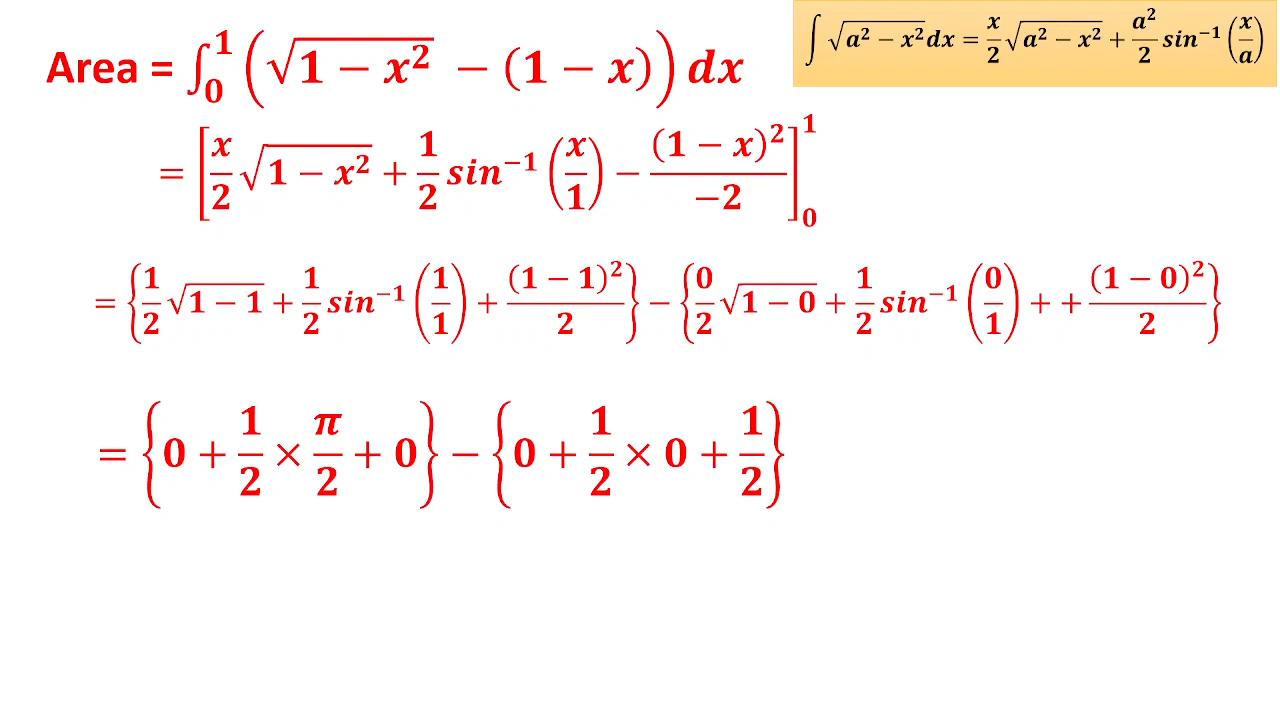 Area = ∫₀¹ (√(1 − x²) − (1 − x)) dx
∫ √(a² − x²) dx = x/2 √(a² − x²) + a²/2 sin⁻¹ (x/a)
= [x/2 √(1 − x²) + 1/2 sin⁻¹ (x/1) − (1 − x)²/−2]₀¹
= {1/2 √(1 − 1) + 1/2 sin⁻¹ (1/1) + (1 − 1)²/2} − {0/2 √(1 − 0) + 1/2 sin⁻¹ (0/1) + + (1 − 0)²/2}
= {0 + 1/2 × π/2 + 0} − {0 + 1/2 × 0 + 1/2}